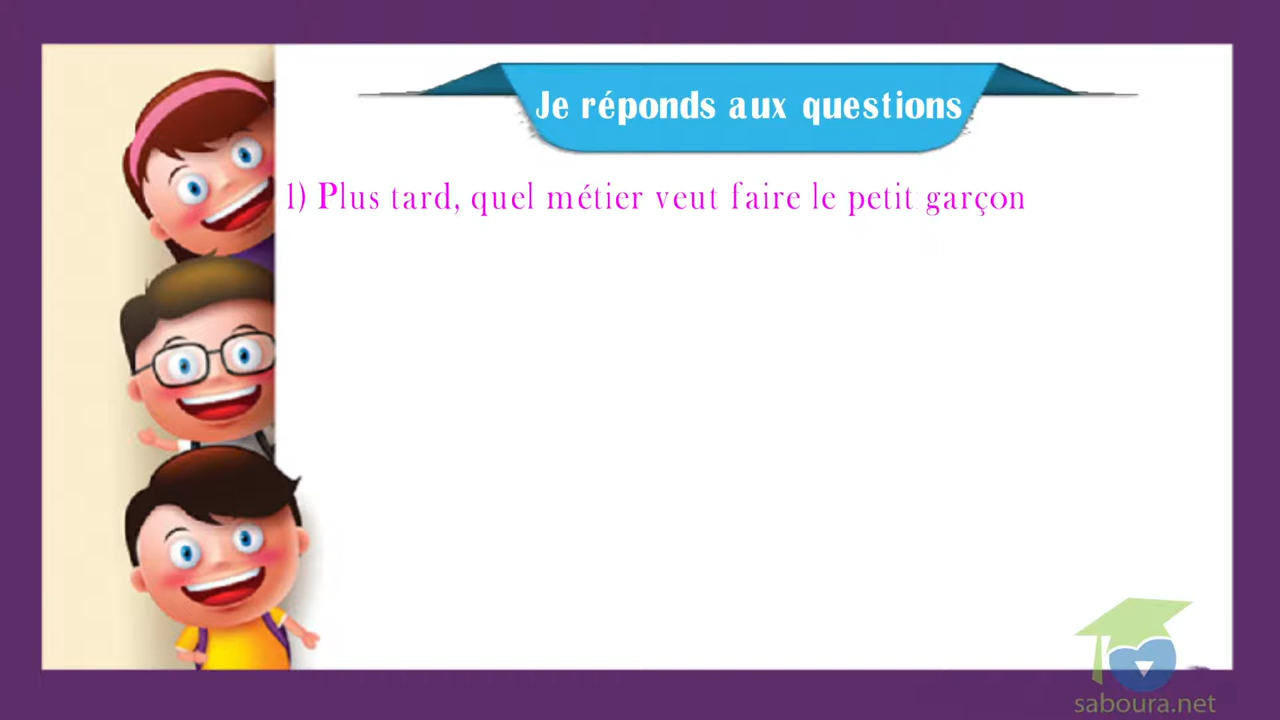 Je réponds aux questions
1) Plus tard, quel métier veut faire le petit garçon
saboura.net